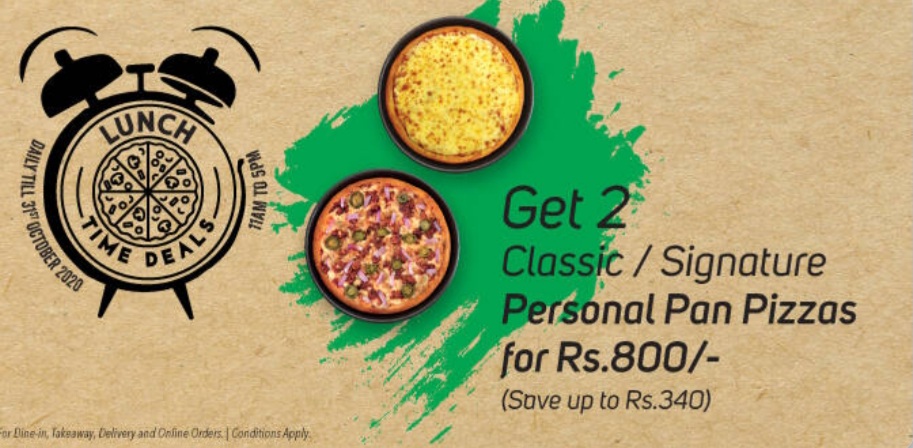 LUNCH
TIME DEALS
DAILY TILL 31ST OCTOBER 2020
11AM TO 5PM
Get 2
Classic / Signature
Personal Pan Pizzas
for Rs.800/-
(Save up to Rs.340)
For Dine-in, Takeaway, Delivery and Online Orders. | Conditions Apply.